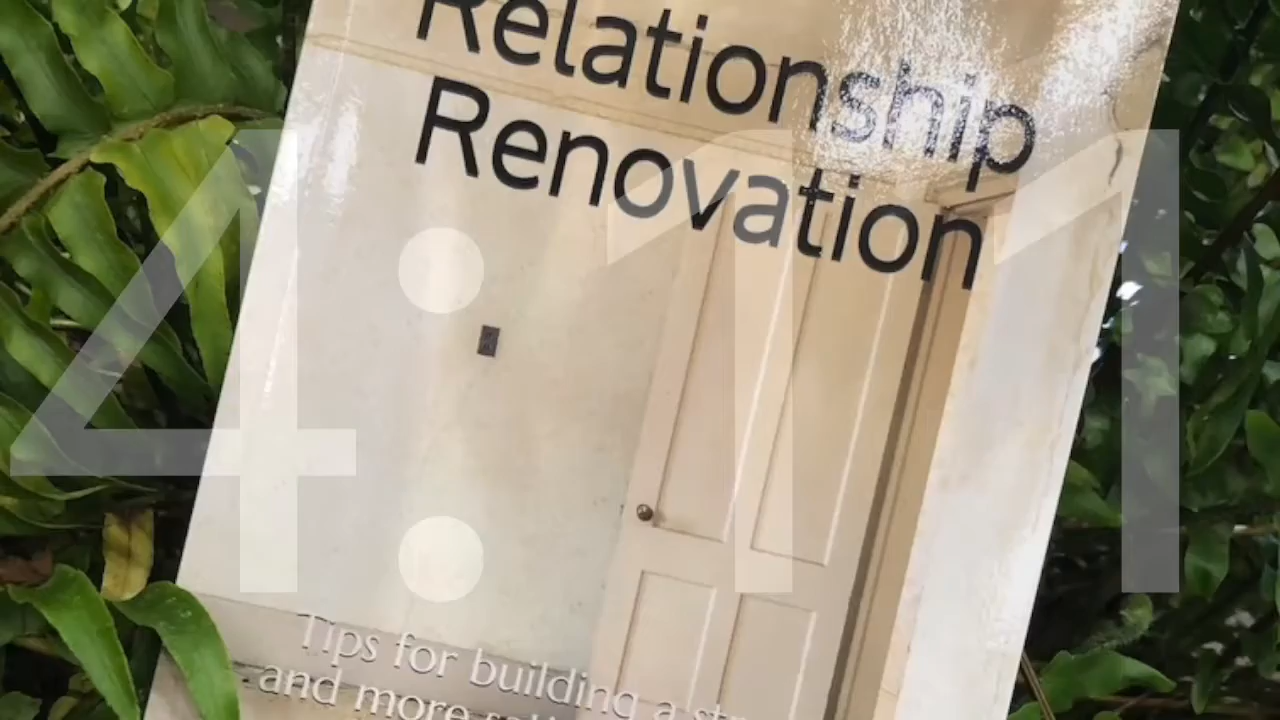 Relationship
Renovation
4:11
Tips for building a
and more